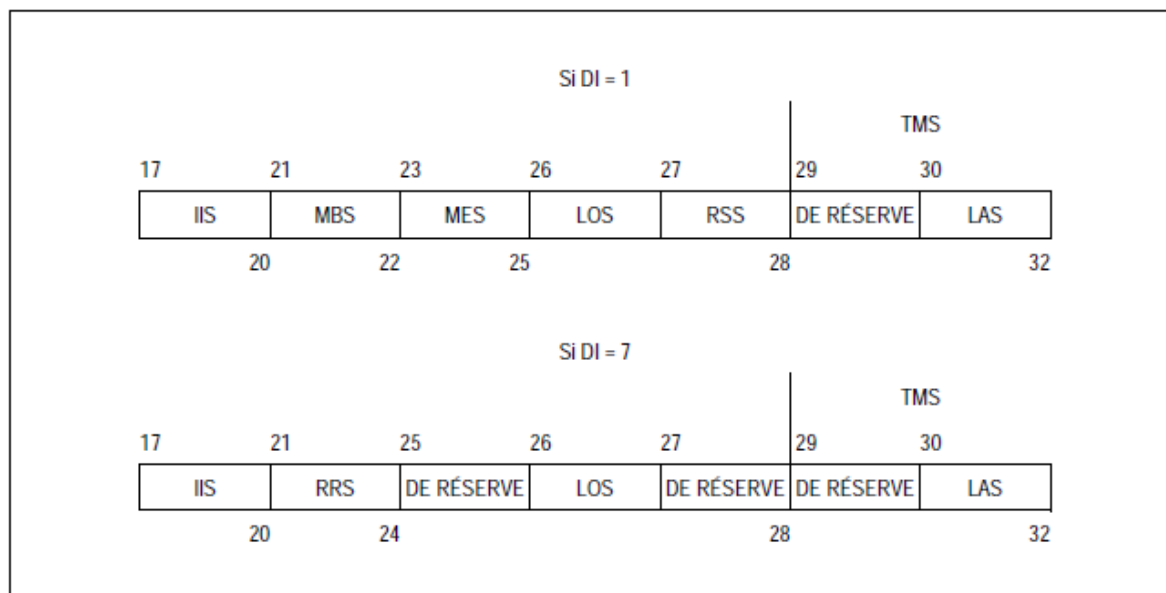 Si DI = 1
TMS
17 21 23 26 27 29 30
IIS MBS MES LOS RSS DE RÉSERVE LAS
20 22 25 28 32
Si DI = 7
TMS
17 21 25 26 27 29 30
IIS RRS DE RÉSERVE LOS DE RÉSERVE DE RÉSERVE LAS
20 24 28 32